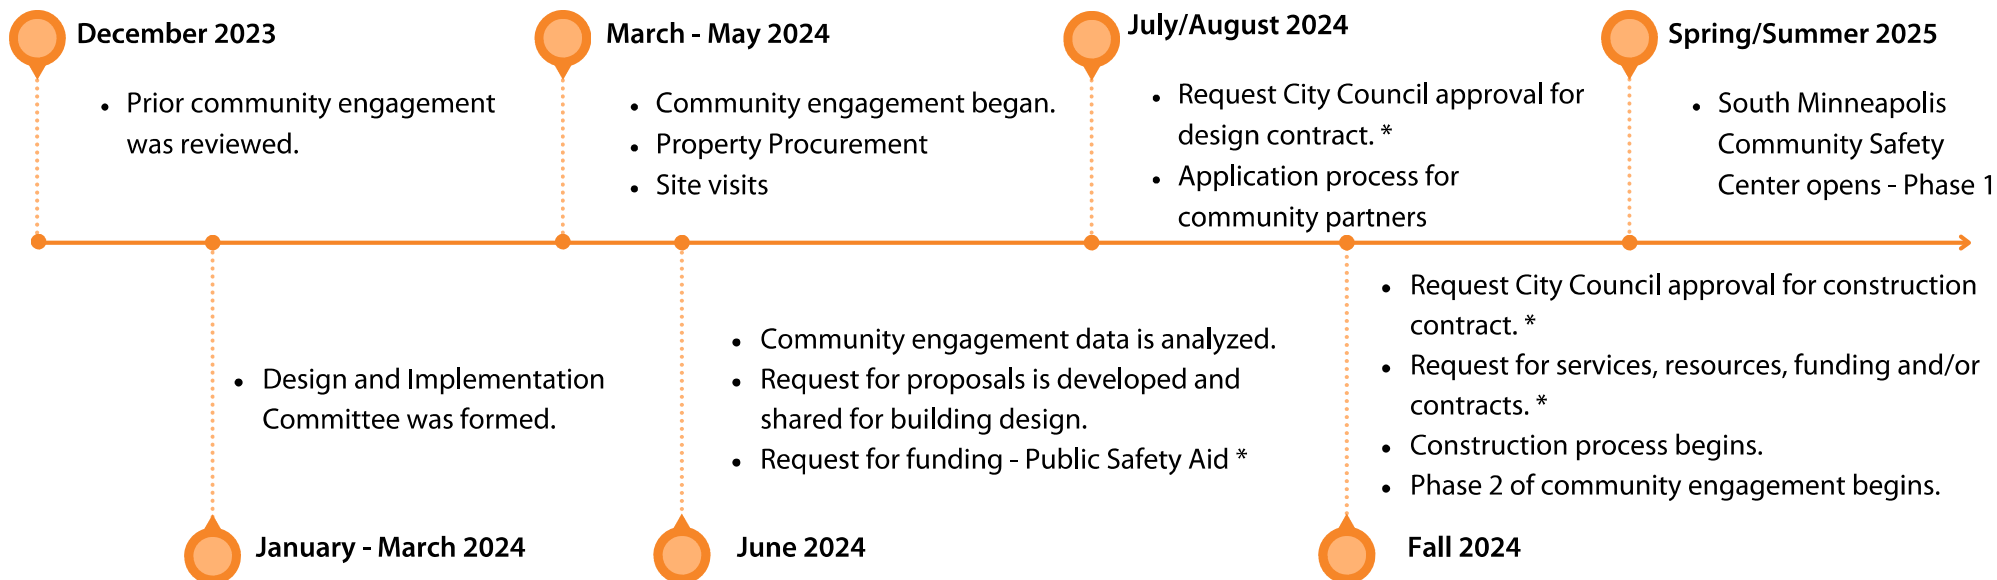 December 2023
• Prior community engagement
was reviewed.
January - March 2024
• Design and Implementation
Committee was formed.
March - May 2024
• Community engagement began.
• Property Procurement
• Site visits
June 2024
• Community engagement data is analyzed.
• Request for proposals is developed and
shared for building design.
• Request for funding - Public Safety Aid *
July/August 2024
• Request City Council approval for
design contract. *
• Application process for
community partners
Fall 2024
• Request City Council approval for construction
contract. *
• Request for services, resources, funding and/or
contracts. *
• Construction process begins.
• Phase 2 of community engagement begins.
Spring/Summer 2025
• South Minneapolis
Community Safety
Center opens - Phase 1